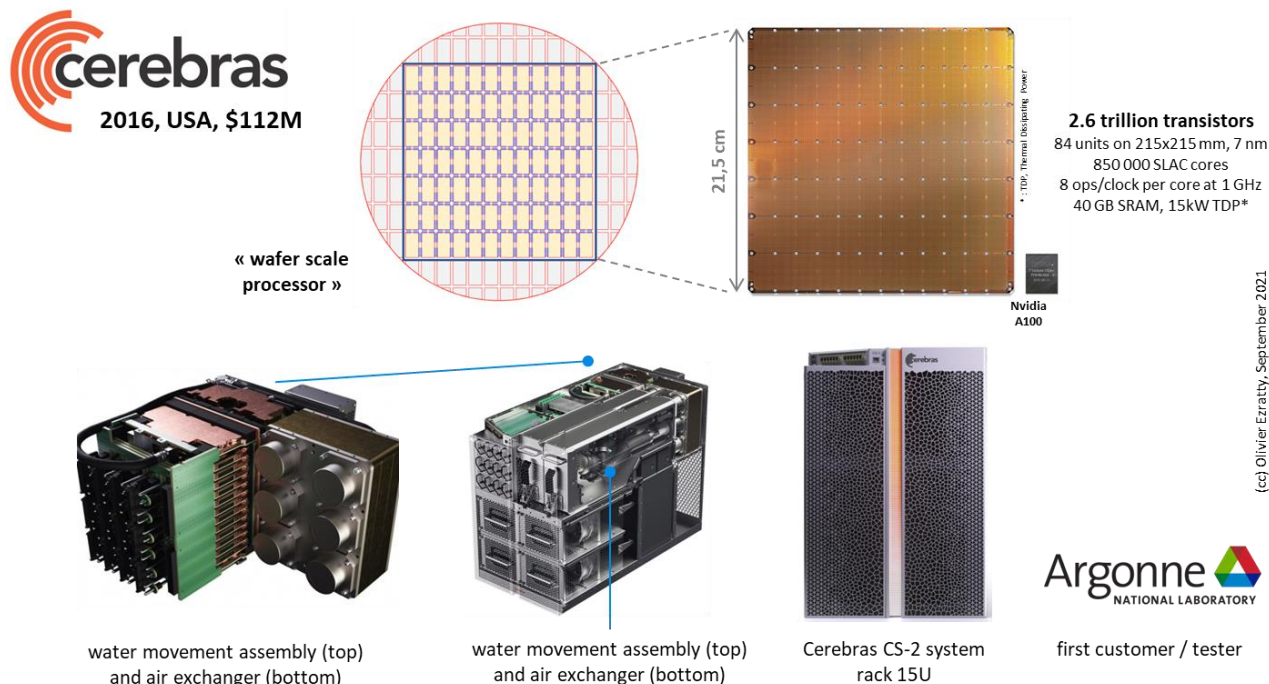 cerebras
2016, USA, $112M
« wafer scale
processor »
21,5 cm
* : TDP, Thermal Dissipating Power
Nvidia
A100
2.6 trillion transistors
84 units on 215x215 mm, 7 nm
850 000 SLAC cores
8 ops/clock per core at 1 GHz
40 GB SRAM, 15kW TDP*
(cc) Olivier Ezratty, September 2021
water movement assembly (top)
and air exchanger (bottom)
water movement assembly (top)
and air exchanger (bottom)
cerebras
Cerebras CS-2 system
rack 15U
Argonne
NATIONAL LABORATORY
first customer / tester